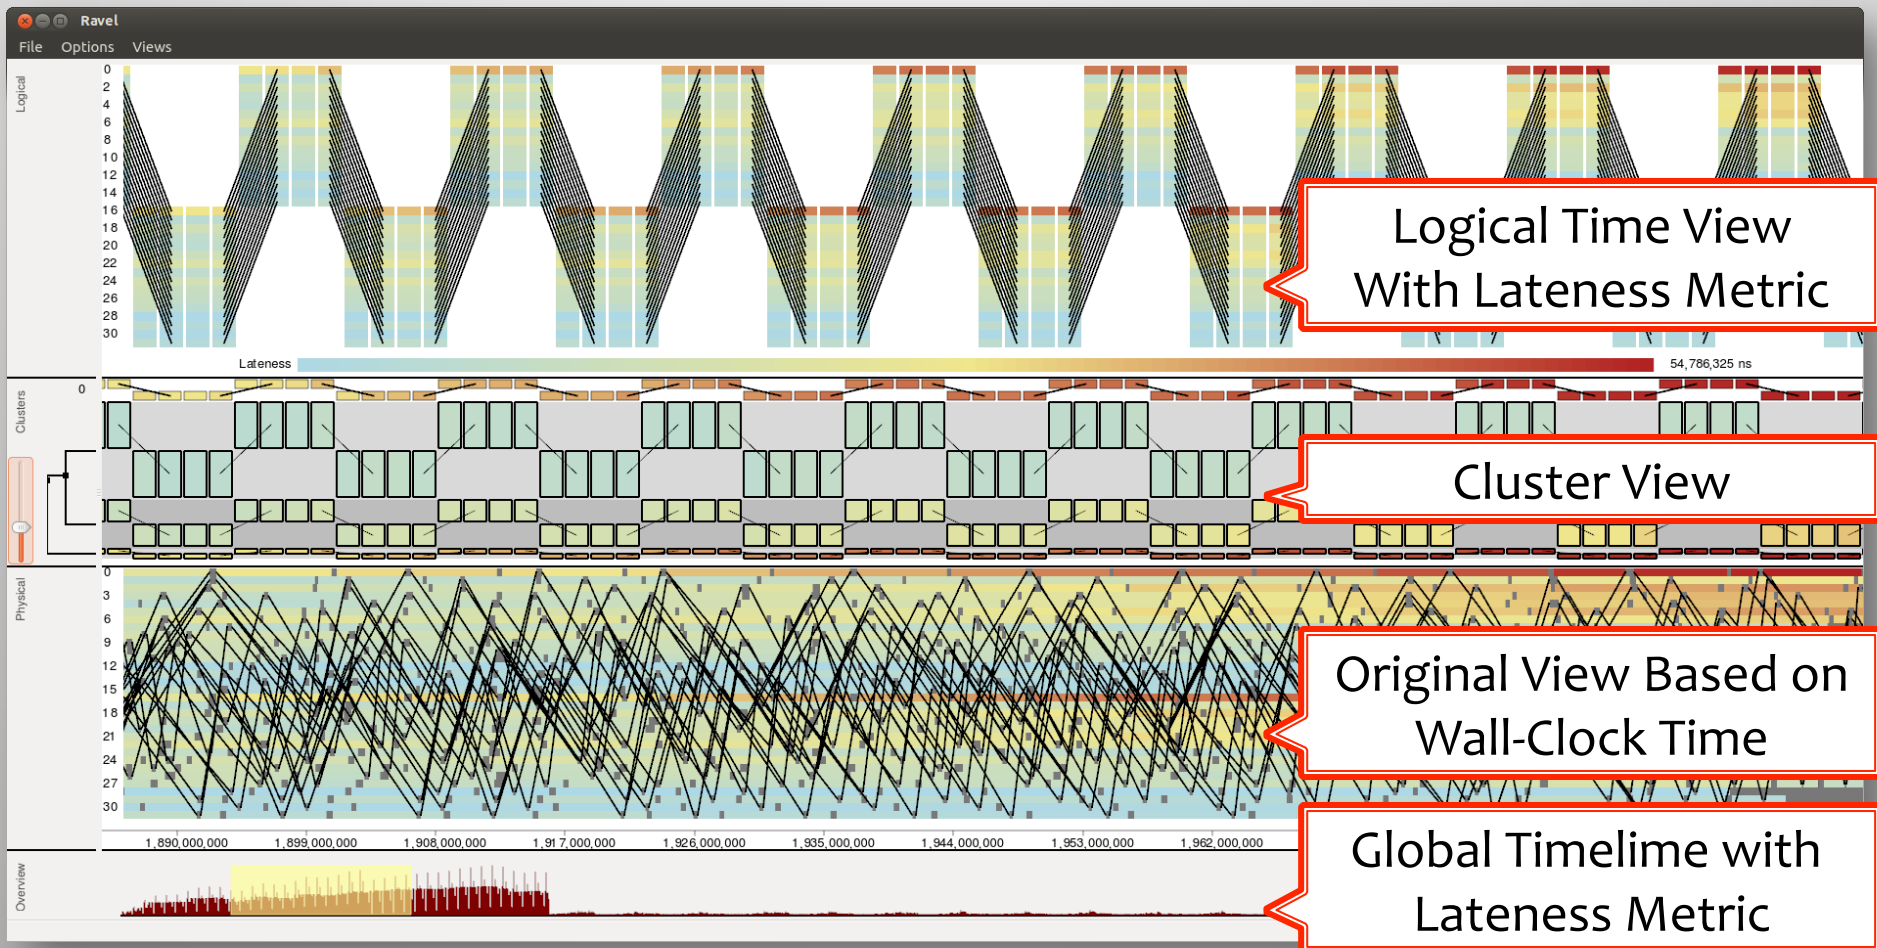 Ravel
File Options Views
Logical
0
2
4
6
8
10
12
14
16
18
20
22
24
26
28
30
Logical Time View
With Lateness Metric
Lateness 54,786,325 ns
Clusters
0
Cluster View
Physical
0
3
6
9
12
15
18
21
24
27
30
Original View Based on
Wall-Clock Time
1,890,000,000 1,899,000,000 1,908,000,000 1,917,000,000 1,926,000,000 1,935,000,000 1,944,000,000 1,953,000,000 1,962,000,000
Overview
Global Timelime with
Lateness Metric